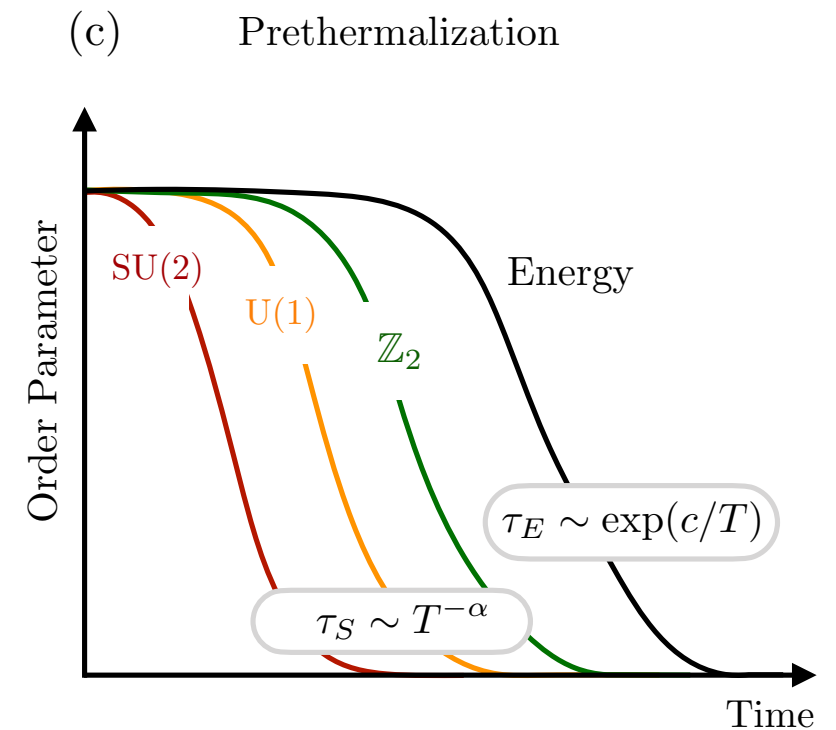 (c) Prethermalization
Order Parameter
SU(2)
U(1)
ℤ₂
Energy
τ_E ∼ exp(c/T)
τ_S ∼ T^{−α}
Time